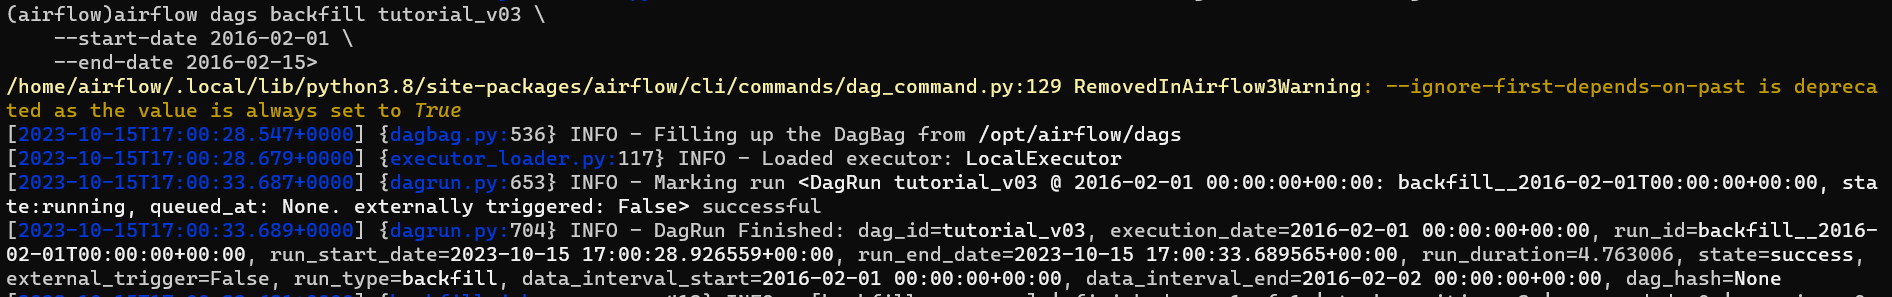 (airflow)airflow dags backfill tutorial_v03 \
    --start-date 2016-02-01 \
    --end-date 2016-02-15>
/home/airflow/.local/lib/python3.8/site-packages/airflow/cli/commands/dag_command.py:129 RemovedInAirflow3Warning: --ignore-first-depends-on-past is depreca
ted as the value is always set to True
[2023-10-15T17:00:28.547+0000] {dagbag.py:536} INFO - Filling up the DagBag from /opt/airflow/dags
[2023-10-15T17:00:28.679+0000] {executor_loader.py:117} INFO - Loaded executor: LocalExecutor
[2023-10-15T17:00:33.687+0000] {dagrun.py:653} INFO - Marking run <DagRun tutorial_v03 @ 2016-02-01 00:00:00+00:00: backfill__2016-02-01T00:00:00+00:00, sta
te:running, queued_at: None. externally triggered: False> successful
[2023-10-15T17:00:33.689+0000] {dagrun.py:704} INFO - DagRun Finished: dag_id=tutorial_v03, execution_date=2016-02-01 00:00:00+00:00, run_id=backfill__2016-
02-01T00:00:00+00:00, run_start_date=2023-10-15 17:00:28.926559+00:00, run_end_date=2023-10-15 17:00:33.689565+00:00, run_duration=4.763006, state=success,
external_trigger=False, run_type=backfill, data_interval_start=2016-02-01 00:00:00+00:00, data_interval_end=2016-02-02 00:00:00+00:00, dag_hash=None